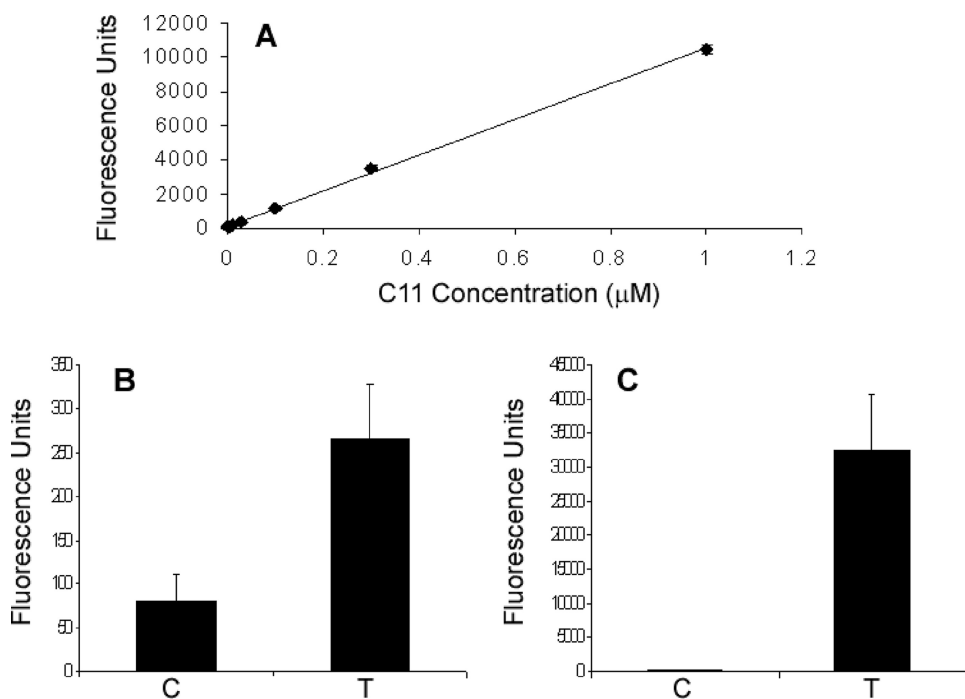 A
Fluorescence Units
12000
10000
8000
6000
4000
2000
0
0 0.2 0.4 0.6 0.8 1 1.2
C11 Concentration (μM)
B
Fluorescence Units
350
300
250
200
150
100
50
0
C T
C
Fluorescence Units
45000
40000
35000
30000
25000
20000
15000
10000
5000
0
C T